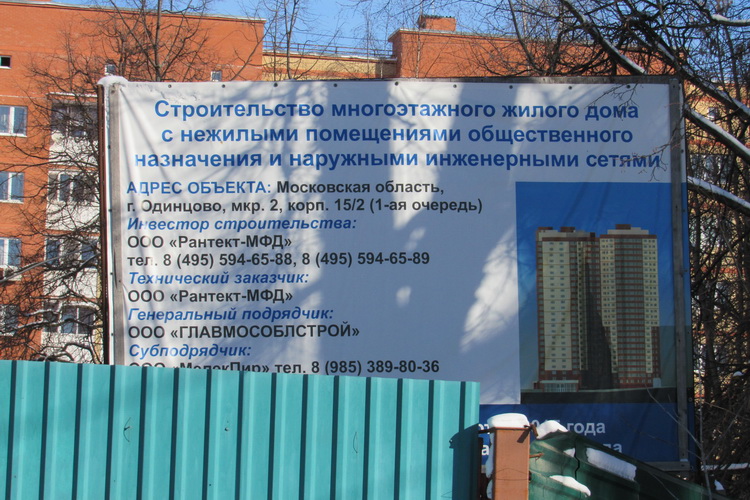 Строительство многоэтажного жилого дома
с нежилыми помещениями общественного
назначения и наружными инженерными сетями
АДРЕС ОБЪЕКТА: Московская область,
г. Одинцово, мкр. 2, корп. 15/2 (1-ая очередь)
Инвестор строительства:
ООО «Рантект-МФД»
тел. 8 (495) 594-65-88, 8 (495) 594-65-89
Технический заказчик:
ООО «Рантект-МФД»
Генеральный подрядчик:
ООО «ГЛАВМОСОБЛСТРОЙ»
Субподрядчик:
ООО «МелекПир» тел. 8 (985) 389-80-36
года